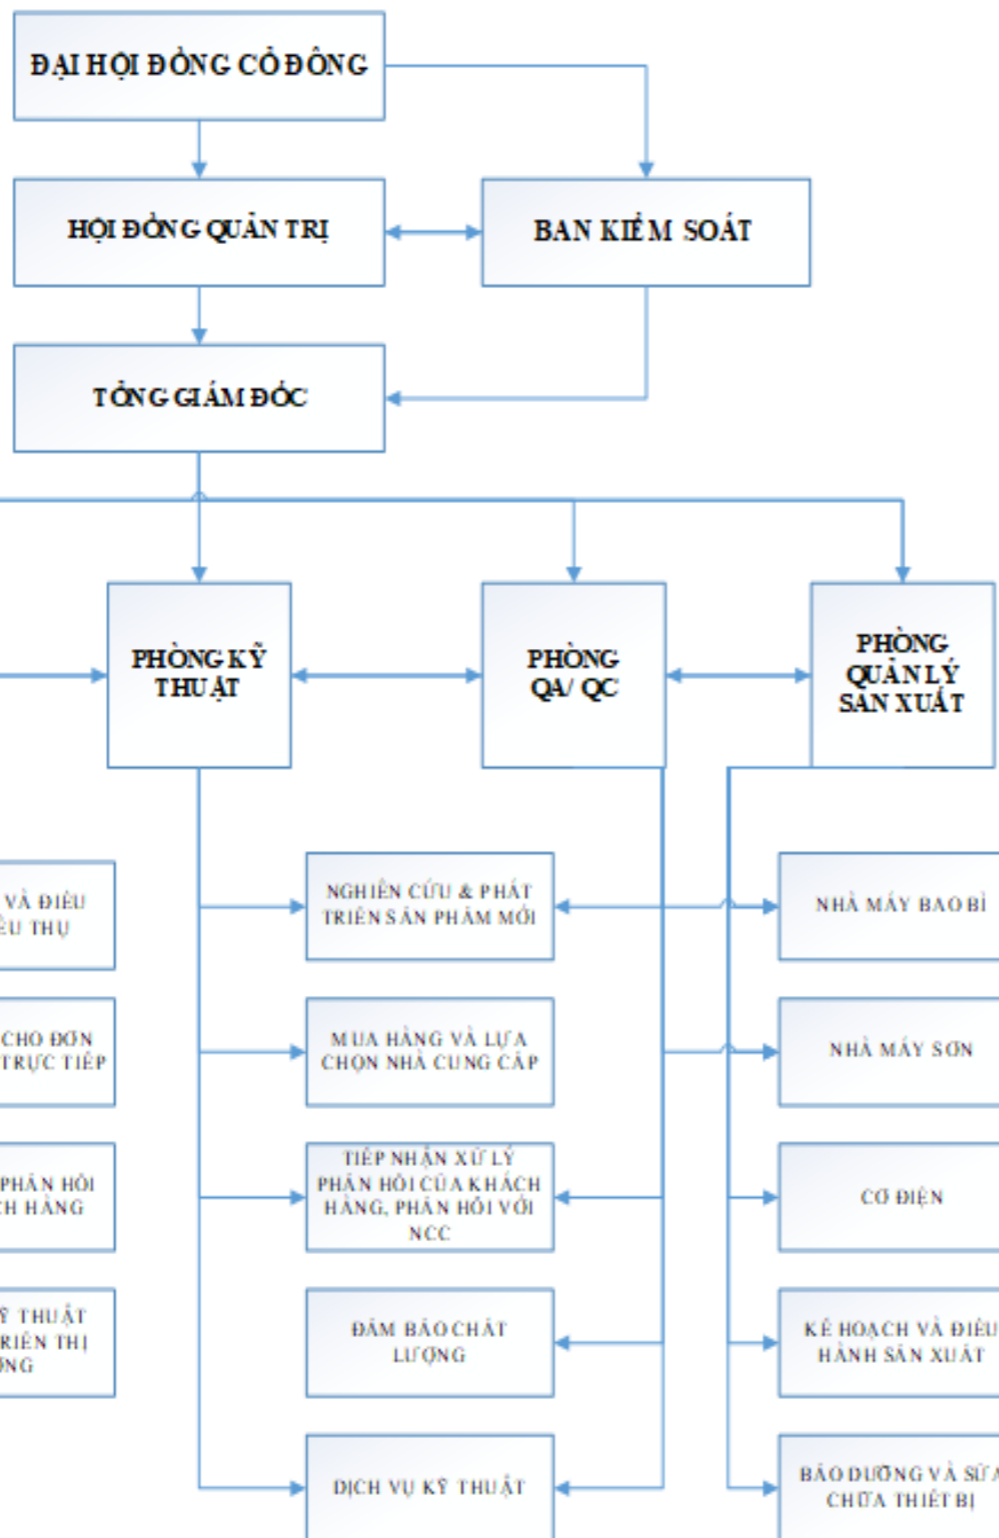 ĐẠI HỘI ĐỒNG CỔ ĐÔNG
HỘI ĐỒNG QUẢN TRỊ
BAN KIỂM SOÁT
TỔNG GIÁM ĐỐC
PHÒNG KỸ
THUẬT
PHÒNG
QA/ QC
PHÒNG
QUẢN LÝ
SẢN XUẤT
VÀ ĐIỀU
THỤ
CHO ĐƠN
TRỰC TIẾP
PHẢN HỒI
HÀNG
THUẬT
THỊ
NGHIÊN CỨU & PHÁT
TRIỂN SẢN PHẨM MỚI
MUA HÀNG VÀ LỰA
CHỌN NHÀ CUNG CẤP
TIẾP NHẬN XỬ LÝ
PHẢN HỒI CỦA KHÁCH
HÀNG, PHẢN HỒI VỚI
NCC
ĐẢM BẢO CHẤT
LƯỢNG
DỊCH VỤ KỸ THUẬT
NHÀ MÁY BAO BÌ
NHÀ MÁY SƠN
CƠ ĐIỆN
KẾ HOẠCH VÀ ĐIỀU
HÀNH SẢN XUẤT
BẢO DƯỠNG VÀ SỬA
CHỮA THIẾT BỊ